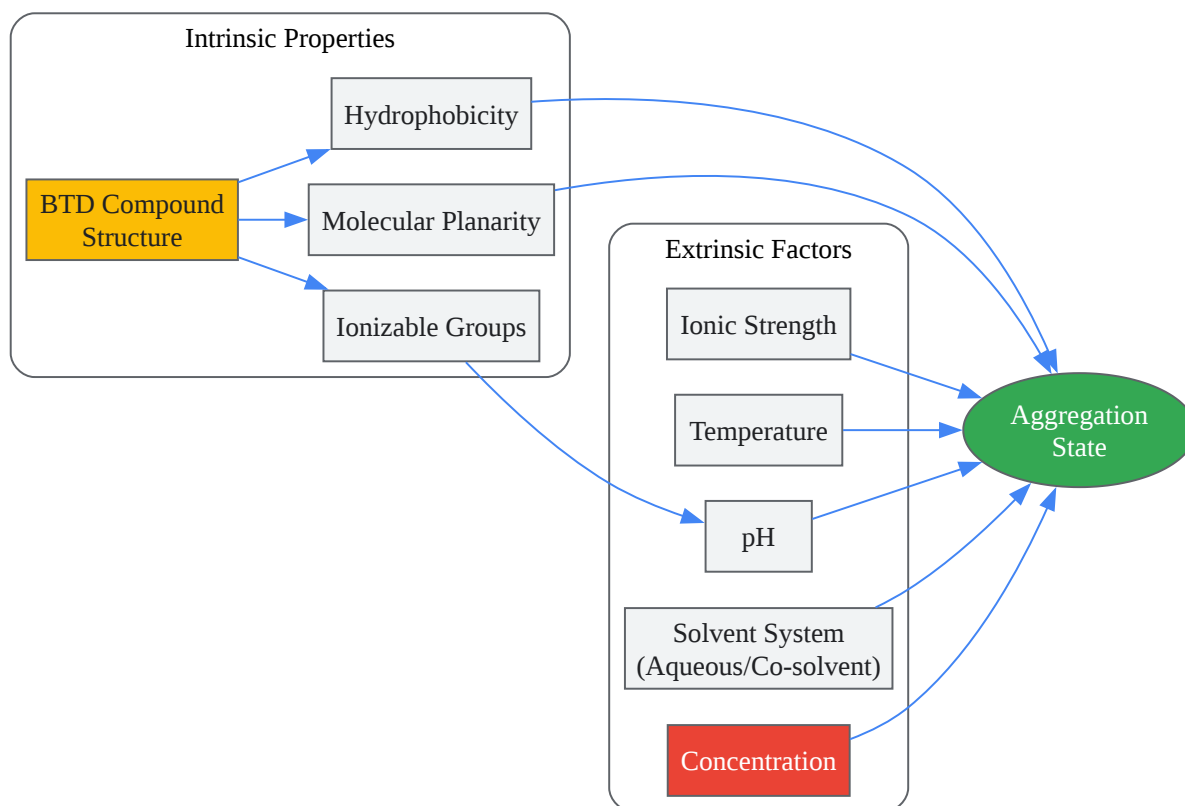 Intrinsic Properties
Hydrophobicity
BTD Compound
Structure
Molecular Planarity
Ionizable Groups
Extrinsic Factors
Ionic Strength
Temperature
pH
Solvent System
(Aqueous/Co-solvent)
Concentration
Aggregation
State